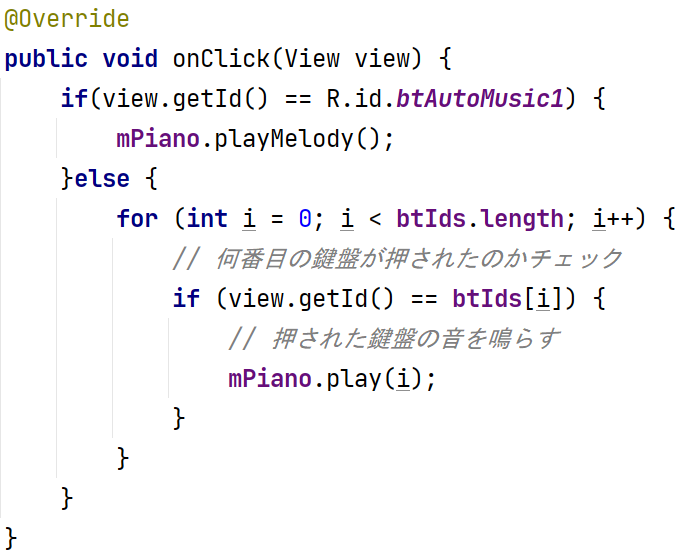 @Override
public void onClick(View view) {
    if(view.getId() == R.id.btAutoMusic1) {
        mPiano.playMelody();
    }else {
        for (int i = 0; i < btIds.length; i++) {
            // 何番目の鍵盤が押されたのかチェック
            if (view.getId() == btIds[i]) {
                // 押された鍵盤の音を鳴らす
                mPiano.play(i);
            }
        }
    }
}